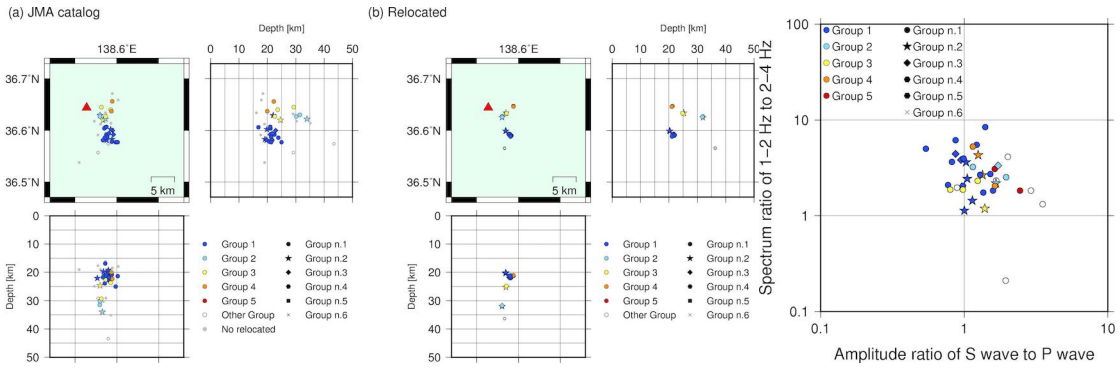 (a) JMA catalog
Depth [km]
138.6°E
0 10 20 30 40 50
36.7°N
36.6°N
36.5°N
5 km
0
10
20
30
40
50
Depth [km]
Group 1
Group 2
Group 3
Group 4
Group 5
Other Group
No relocated
Group n.1
Group n.2
Group n.3
Group n.4
Group n.5
Group n.6
(b) Relocated
Depth [km]
138.6°E
0 10 20 30 40 50
36.7°N
36.6°N
36.5°N
5 km
0
10
20
30
40
50
Depth [km]
Group 1
Group 2
Group 3
Group 4
Group 5
Other Group
Group n.1
Group n.2
Group n.3
Group n.4
Group n.5
Group n.6
Spectrum ratio of 1–2 Hz to 2–4 Hz
100
10
1
0.1
Group 1
Group 2
Group 3
Group 4
Group 5
Group n.1
Group n.2
Group n.3
Group n.4
Group n.5
Group n.6
Other Group
0.1 1 10
Amplitude ratio of S wave to P wave